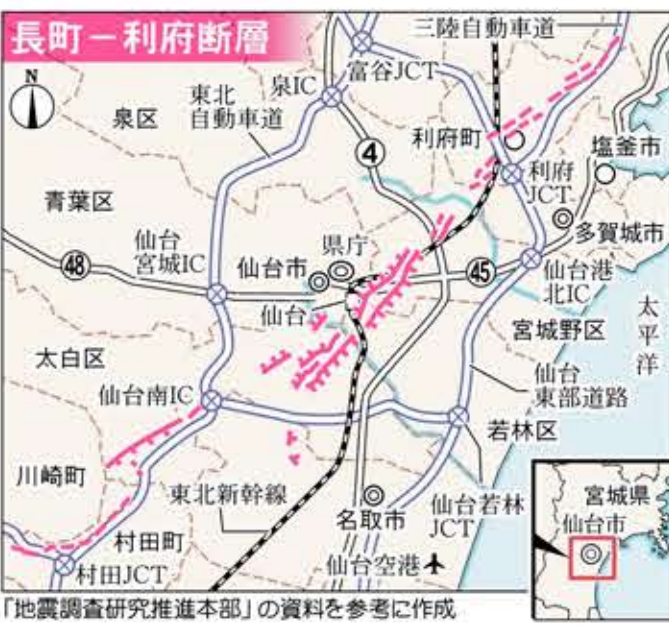 長町－利府断層
三陸自動車道
N
泉IC
富谷JCT
東北
自動車道
泉区
4
利府町
塩釜市
利府
JCT
青葉区
多賀城市
仙台
宮城IC
県庁
仙台市
48
45
仙台港
北IC
仙台
宮城野区
太平洋
太白区
仙台
東部道路
仙台南IC
若林区
川崎町
東北新幹線
名取市
仙台若林
JCT
宮城県
仙台市
村田町
村田JCT
仙台空港
「地震調査研究推進本部」の資料を参考に作成